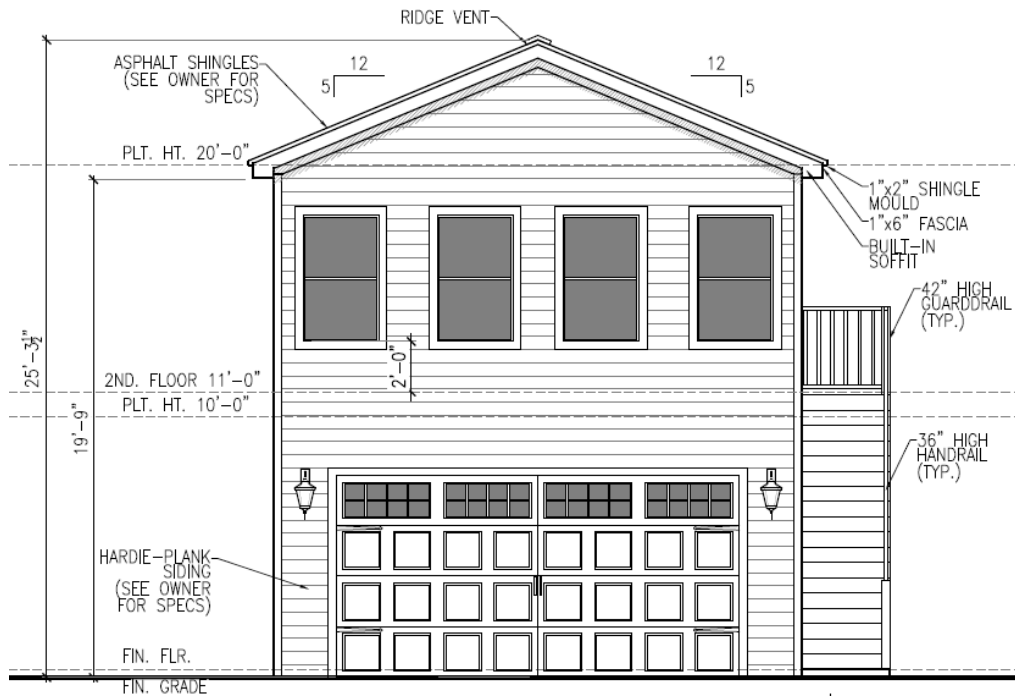 RIDGE VENT
ASPHALT SHINGLES
(SEE OWNER FOR
SPECS)
12
5
12
5
PLT. HT. 20'-0"
1"x2" SHINGLE
MOULD
1"x6" FASCIA
BUILT-IN
SOFFIT
42" HIGH
GUARDDRAIL
(TYP.)
25'-3½"
2'-0"
2ND. FLOOR 11'-0"
PLT. HT. 10'-0"
19'-9"
36" HIGH
HANDRAIL
(TYP.)
HARDIE-PLANK
SIDING
(SEE OWNER
FOR SPECS)
FIN. FLR.
FIN. GRADE